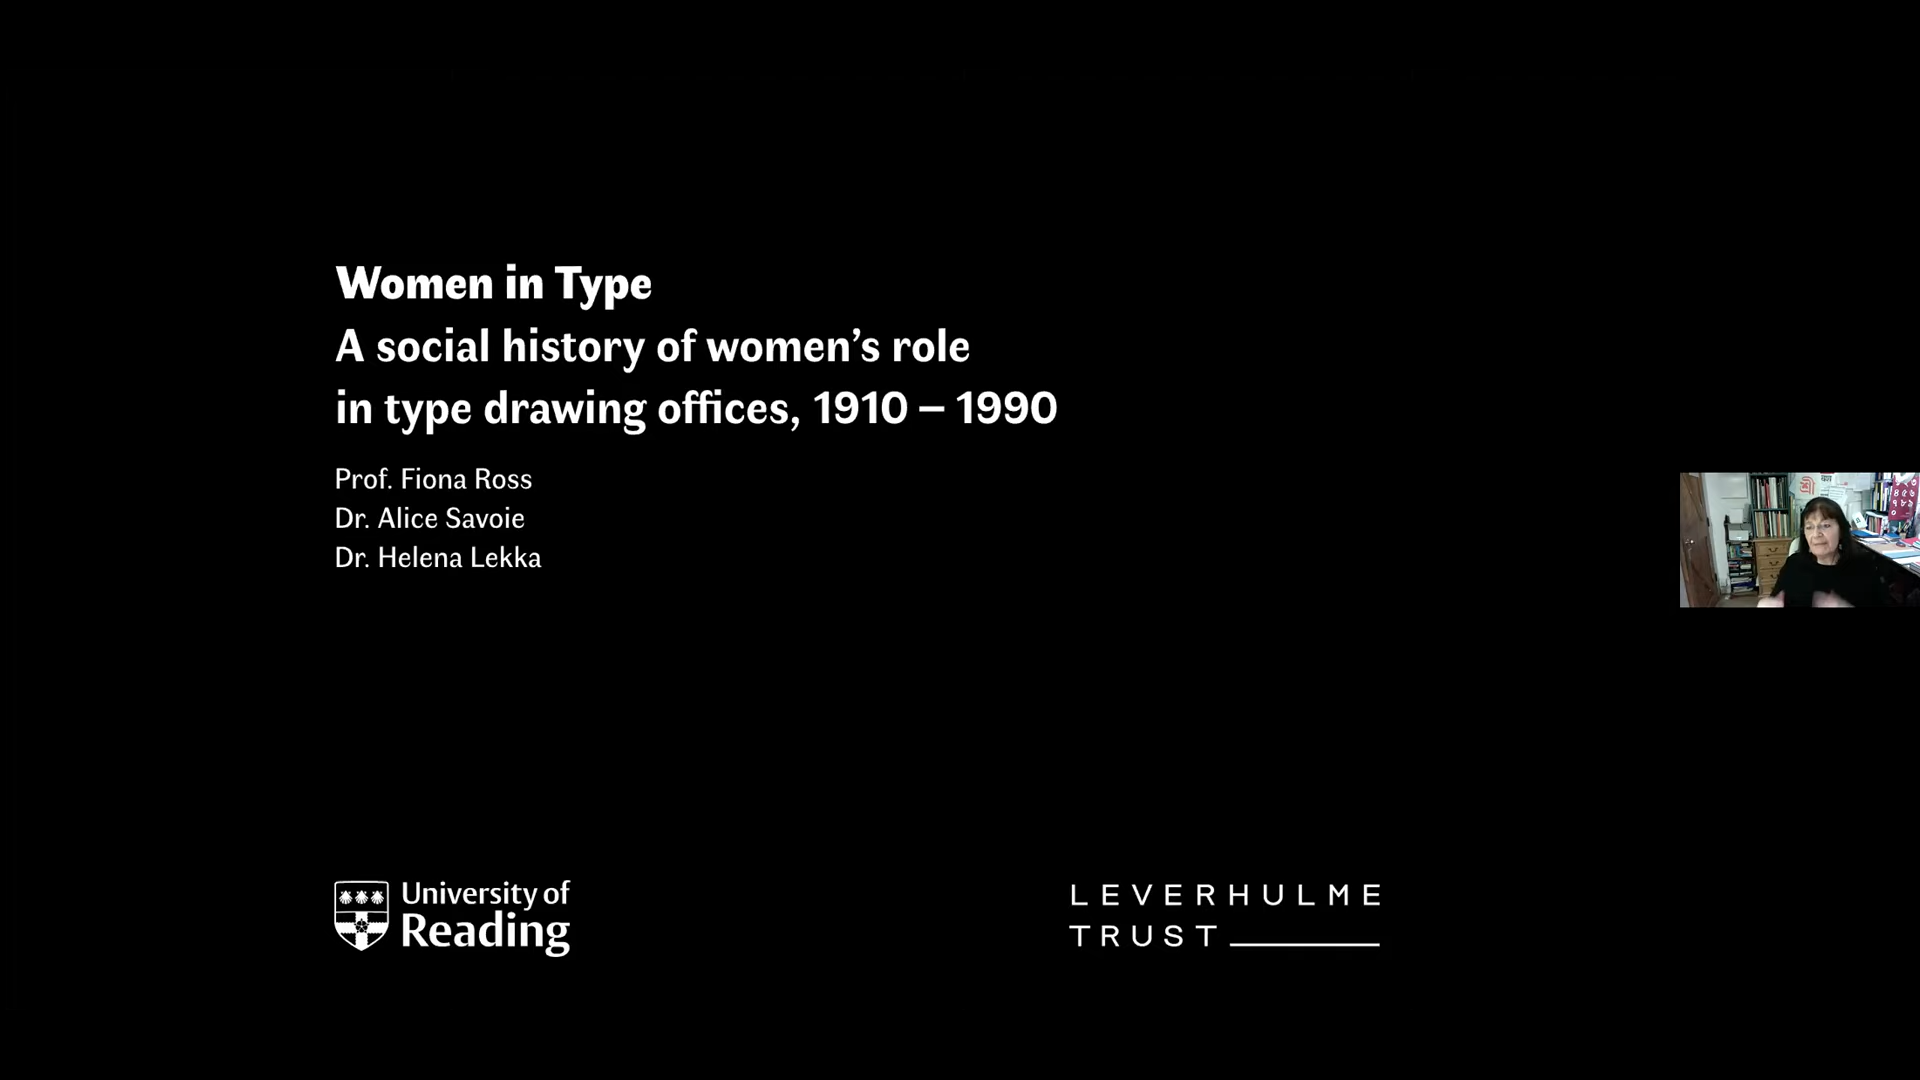 Women in Type
A social history of women’s role
in type drawing offices, 1910 – 1990
Prof. Fiona Ross
Dr. Alice Savoie
Dr. Helena Lekka
University of
Reading
LEVERHULME
TRUST